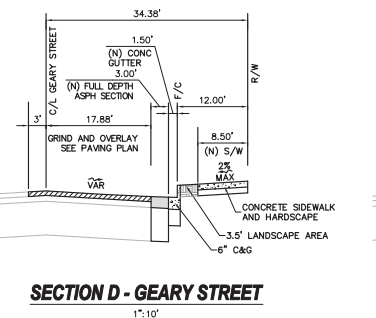 34.38'
1.50'
(N) CONC
GUTTER
3.00'
(N) FULL DEPTH
ASPH SECTION
C/L GEARY STREET
F/C
R/W
12.00'
3'
17.88'
8.50'
(N) S/W
GRIND AND OVERLAY
SEE PAVING PLAN
2%
MAX
VAR
CONCRETE SIDEWALK
AND HARDSCAPE
3.5' LANDSCAPE AREA
6" C&G
SECTION D - GEARY STREET
1":10'